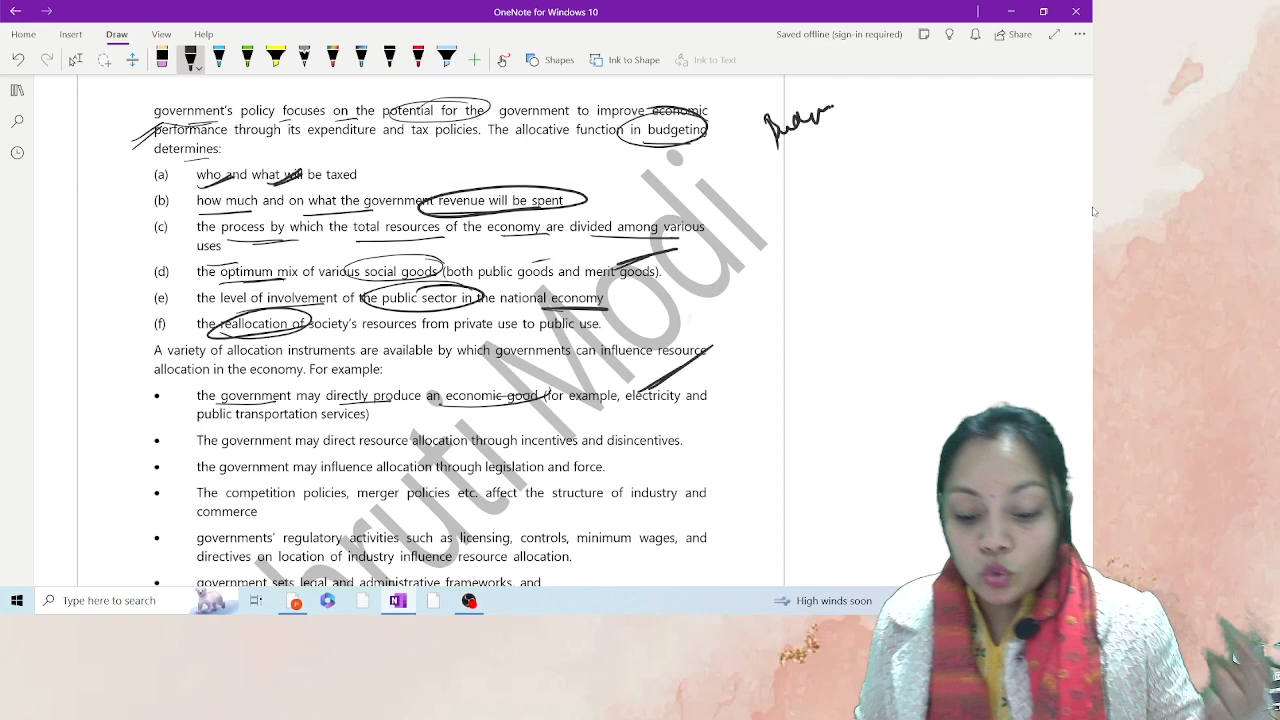 OneNote for Windows 10
Home Insert Draw View Help
Saved offline (sign-in required) Share
Shapes Ink to Shape Ink to Text
government's policy focuses on the potential for the government to improve economic
performance through its expenditure and tax policies. The allocative function in budgeting
determines:
(a) who and what will be taxed
(b) how much and on what the government revenue will be spent
(c) the process by which the total resources of the economy are divided among various
uses
(d) the optimum mix of various social goods (both public goods and merit goods).
(e) the level of involvement of the public sector in the national economy
(f) the reallocation of society's resources from private use to public use.
A variety of allocation instruments are available by which governments can influence resource
allocation in the economy. For example:
• the government may directly produce an economic good (for example, electricity and
public transportation services)
• The government may direct resource allocation through incentives and disincentives.
• the government may influence allocation through legislation and force.
• The competition policies, merger policies etc. affect the structure of industry and
commerce
• governments' regulatory activities such as licensing, controls, minimum wages, and
directives on location of industry influence resource allocation.
• government sets legal and administrative frameworks, and
ruti Modi
Type here to search
High winds soon